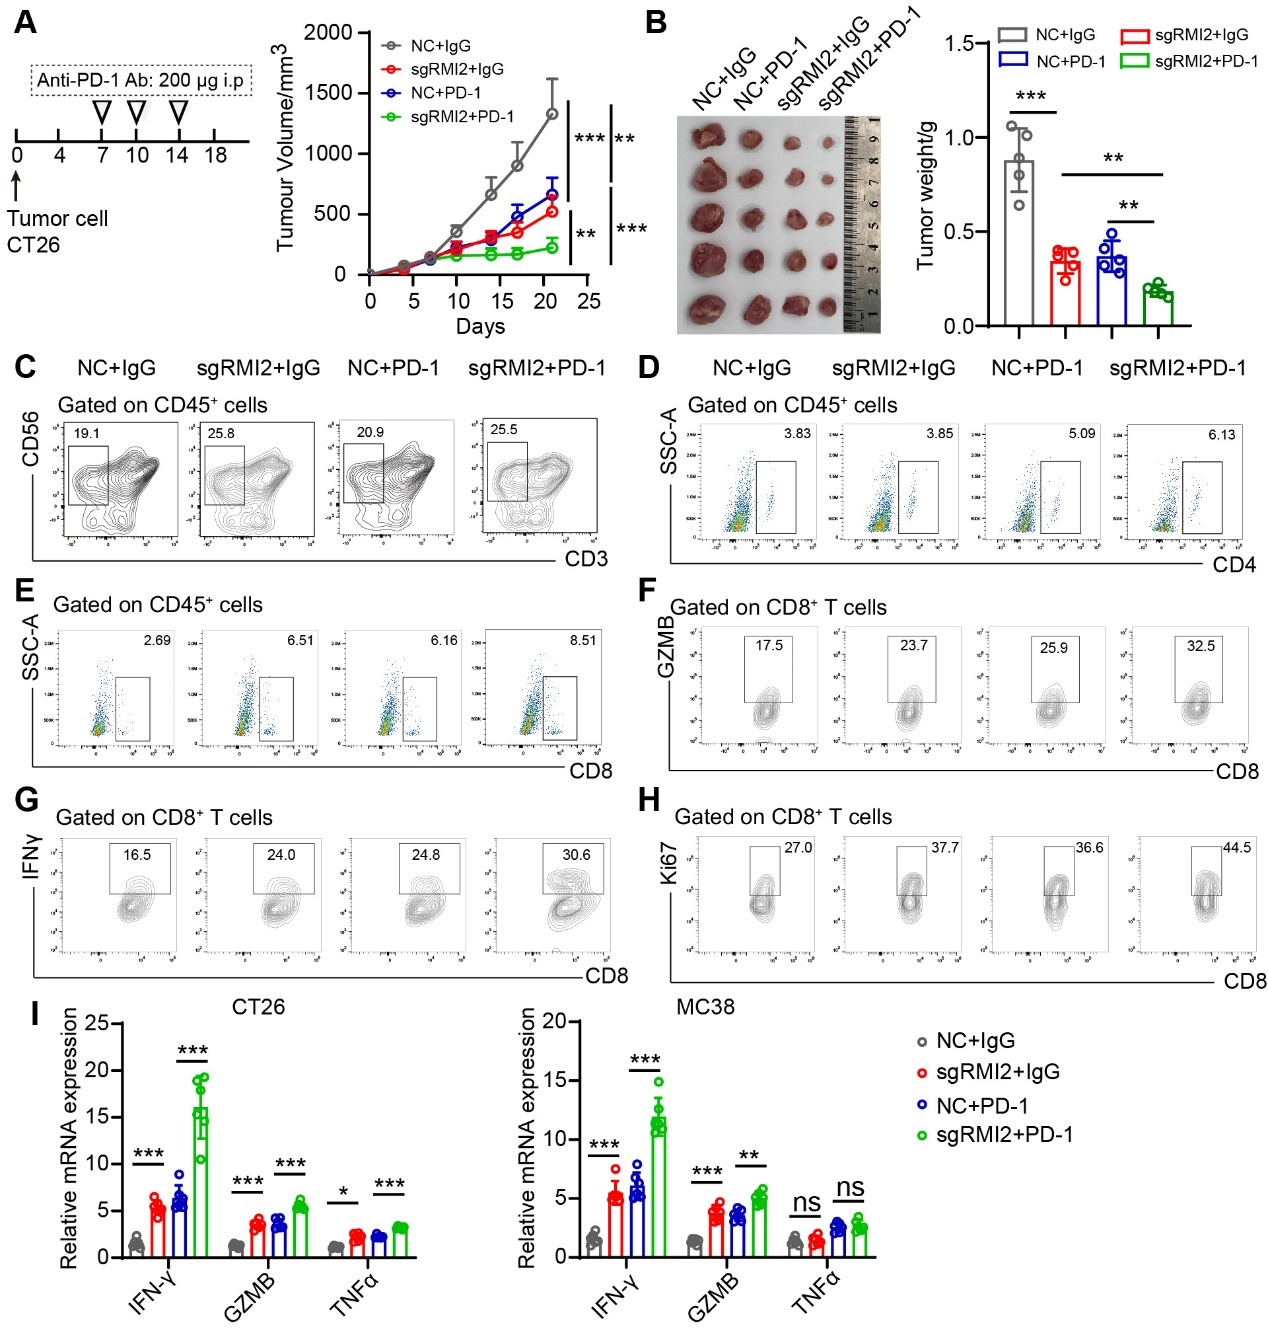 A
Anti-PD-1 Ab: 200 µg i.p
0 4 7 10 14 18
Tumor cell
CT26
Tumour Volume/mm3
2000
1500
1000
500
0
0 5 10 15 20 25
Days
NC+IgG
sgRMI2+IgG
NC+PD-1
sgRMI2+PD-1
*** **
** ***
B
NC+IgG
NC+PD-1
sgRMI2+IgG
sgRMI2+PD-1
9
8
7
6
5
4
3
2
1
NC+IgG
NC+PD-1
sgRMI2+IgG
sgRMI2+PD-1
Tumor weight/g
1.5
1.0
0.5
0.0
***
**
**
C
NC+IgG sgRMI2+IgG NC+PD-1 sgRMI2+PD-1
Gated on CD45+ cells
CD56
19.1 25.8 20.9 25.5
CD3
D
NC+IgG sgRMI2+IgG NC+PD-1 sgRMI2+PD-1
Gated on CD45+ cells
SSC-A
3.83 3.85 5.09 6.13
CD4
E
Gated on CD45+ cells
SSC-A
2.69 6.51 6.16 8.51
CD8
F
Gated on CD8+ T cells
GZMB
17.5 23.7 25.9 32.5
CD8
G
Gated on CD8+ T cells
IFNγ
16.5 24.0 24.8 30.6
CD8
H
Gated on CD8+ T cells
Ki67
27.0 37.7 36.6 44.5
CD8
I
CT26
Relative mRNA expression
25
20
15
10
5
0
*** ***
*** ***
* ***
IFN-γ GZMB TNFα
MC38
Relative mRNA expression
20
15
10
5
0
*** ***
*** **
ns ns
IFN-γ GZMB TNFα
NC+IgG
sgRMI2+IgG
NC+PD-1
sgRMI2+PD-1